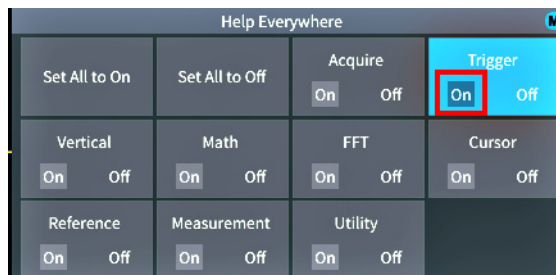 Help Everywhere
M
Set All to On
Set All to Off
Acquire
On Off
Trigger
On Off
Vertical
On Off
Math
On Off
FFT
On Off
Cursor
On Off
Reference
On Off
Measurement
On Off
Utility
On Off